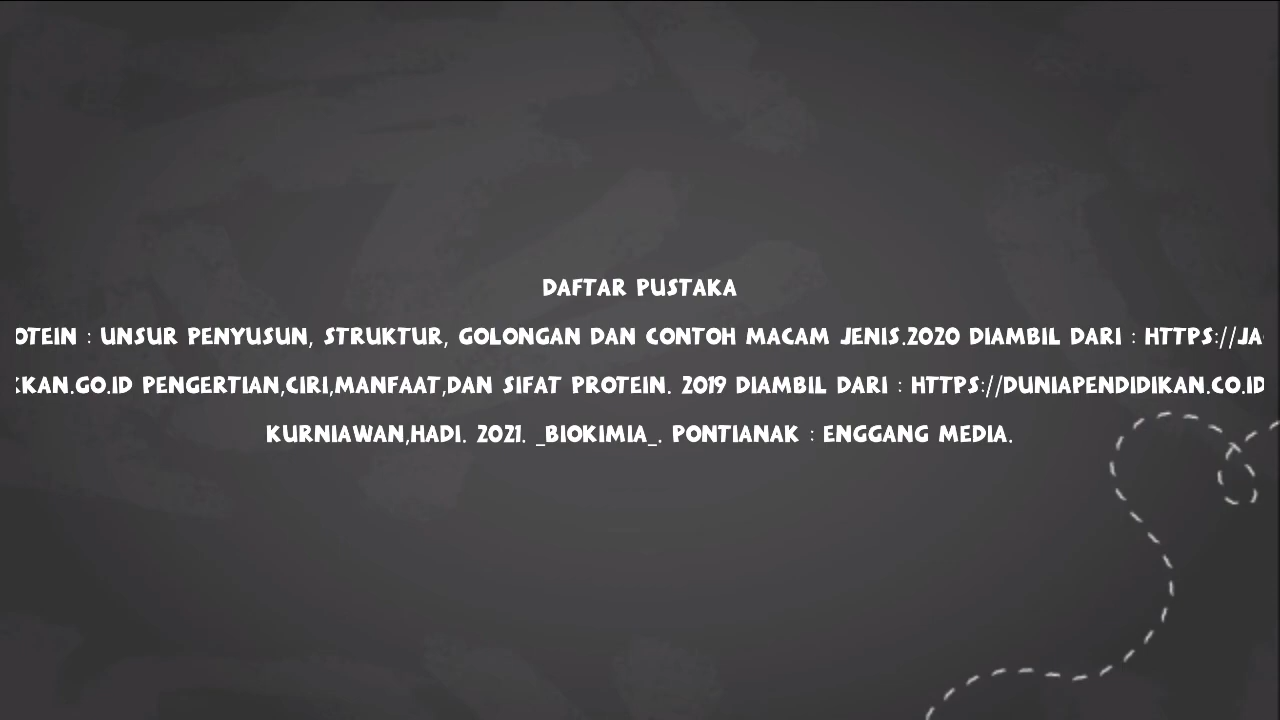 DAFTAR PUSTAKA
: UNSUR PENYUSUN, STRUKTUR, GOLONGAN DAN CONTOH MACAM JENIS.2020 DIAMBIL DARI : HTTPS://JA
KAN.GO.ID PENGERTIAN,CIRI,MANFAAT,DAN SIFAT PROTEIN. 2019 DIAMBIL DARI : HTTPS://DUNIAPENDIDIKAN.CO.ID
KURNIAWAN,HADI. 2021. _BIOKIMIA_. PONTIANAK : ENGGANG MEDIA.